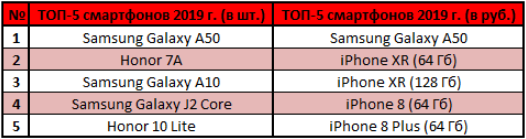 № ТОП-5 смартфонов 2019 г. (в шт.) ТОП-5 смартфонов 2019 г. (в руб.)
1 Samsung Galaxy A50 Samsung Galaxy A50
2 Honor 7A iPhone XR (64 Гб)
3 Samsung Galaxy A10 iPhone XR (128 Гб)
4 Samsung Galaxy J2 Core iPhone 8 (64 Гб)
5 Honor 10 Lite iPhone 8 Plus (64 Гб)